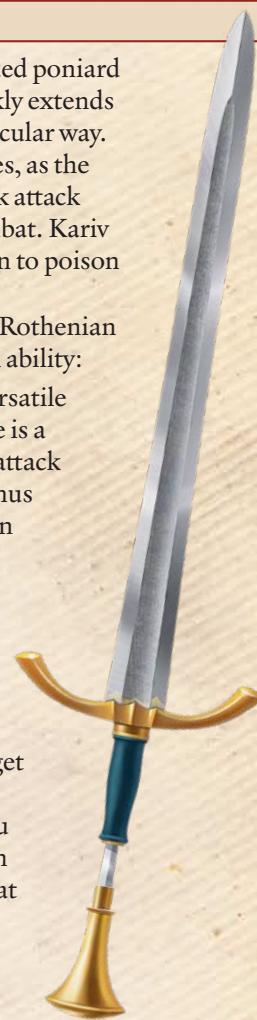 ed poniard
kly extends
cular way.
es, as the
k attack
bat. Kariv
n to poison
Rothenian
ability:
rsatile
e is a
attack
nus
n
get
u
n
at